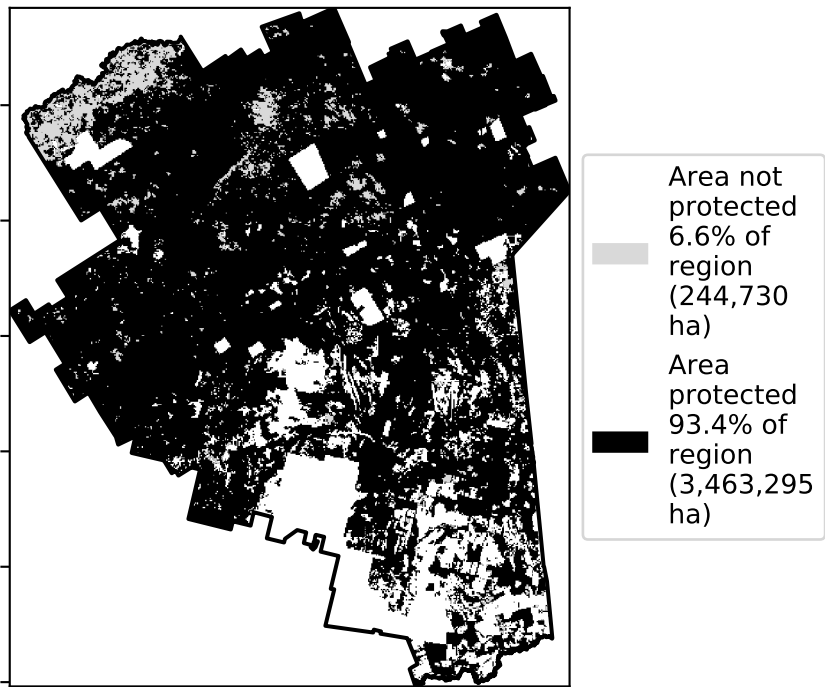 Area not
protected
6.6% of
region
(244,730
ha)
Area
protected
93.4% of
region
(3,463,295
ha)